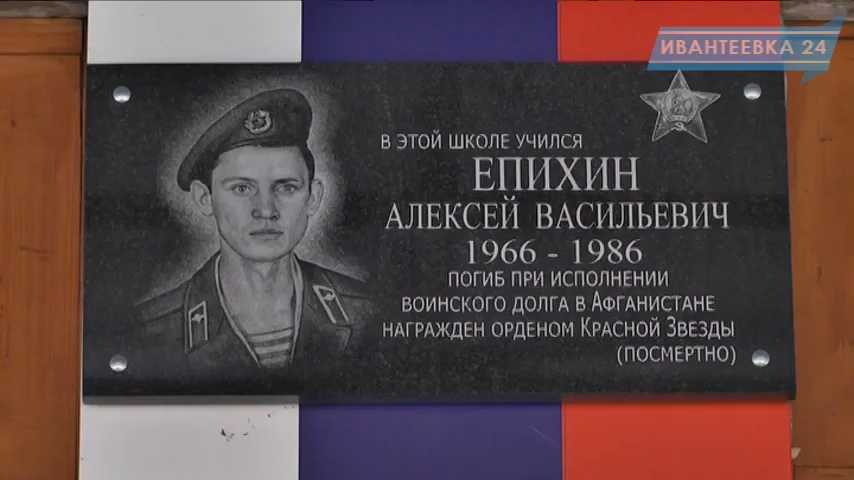 ИВАНТЕЕВКА 24
В ЭТОЙ ШКОЛЕ УЧИЛСЯ
ЕПИХИН
АЛЕКСЕЙ ВАСИЛЬЕВИЧ
1966 - 1986
ПОГИБ ПРИ ИСПОЛНЕНИИ
ВОИНСКОГО ДОЛГА В АФГАНИСТАНЕ
НАГРАЖДЕН ОРДЕНОМ КРАСНОЙ ЗВЕЗДЫ
(ПОСМЕРТНО)